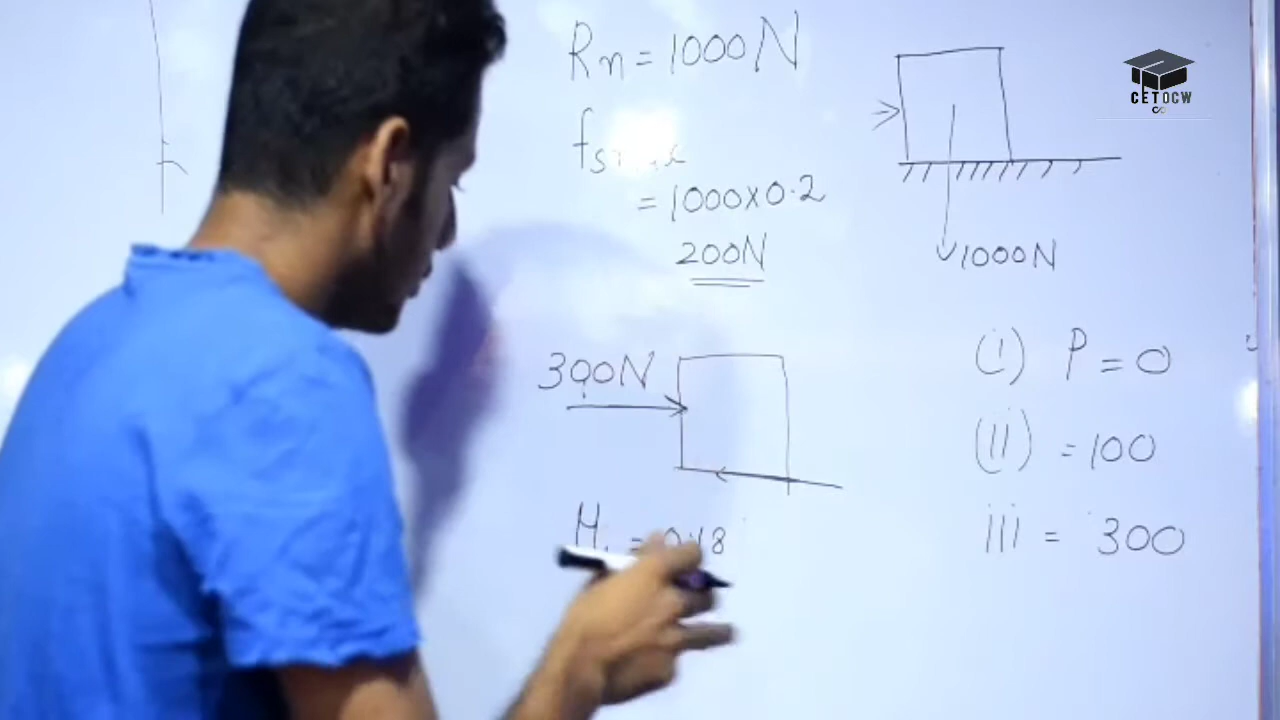 Rn = 1000N
= 1000x0.2
200N
1000N
300N
(i) P = 0
(ii) = 100
iii = 300
CETOCW